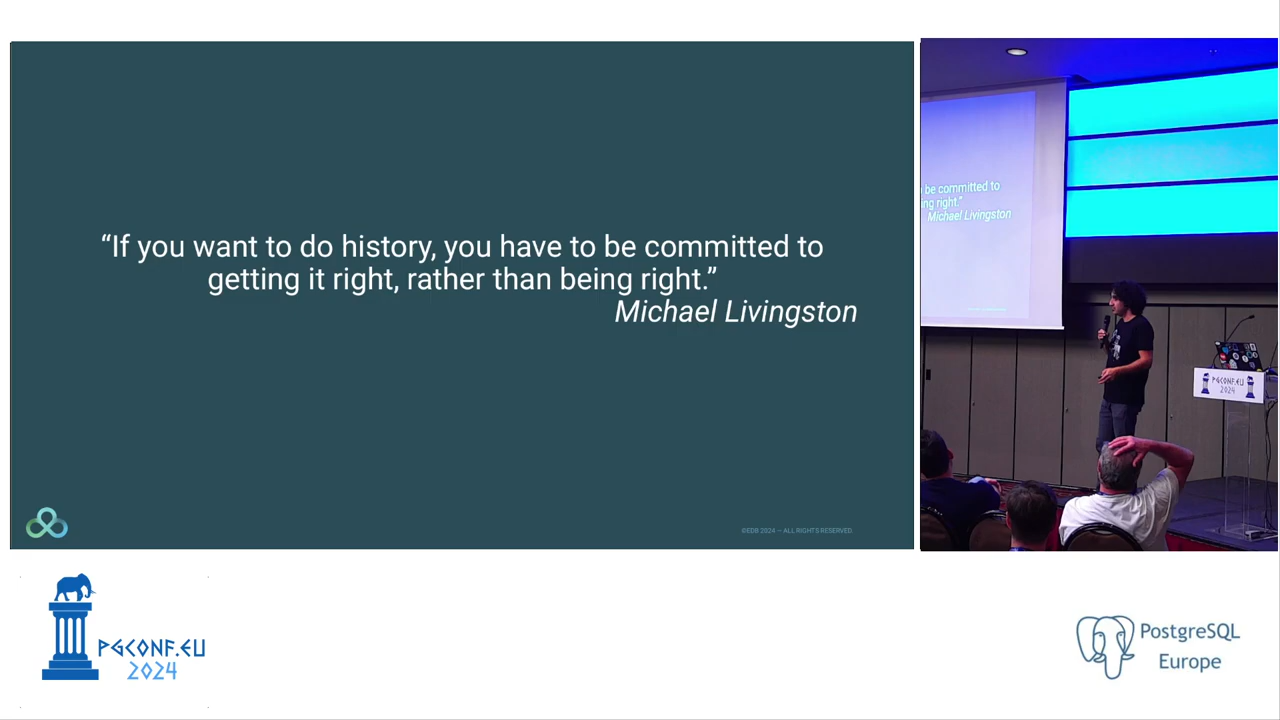 “If you want to do history, you have to be committed to
getting it right, rather than being right.”
Michael Livingston
©EDB 2024 — ALL RIGHTS RESERVED.
be committed to
ing right.”
Michael Livingston
PGCONF.EU
2024
PGCONF.EU
2024
PostgreSQL
Europe